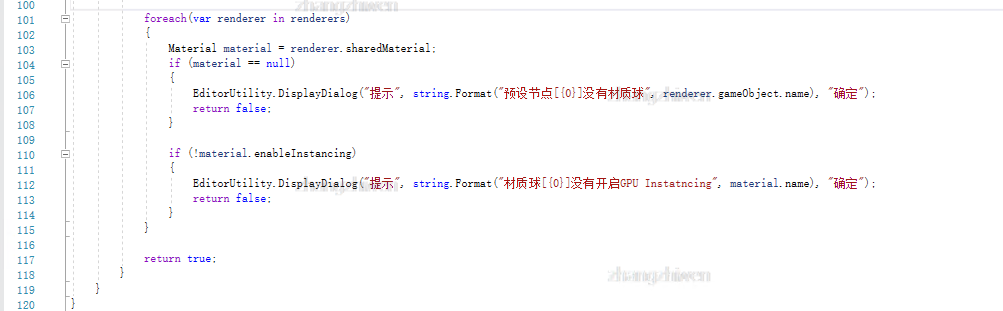 100
101 foreach(var renderer in renderers)
102 {
103 Material material = renderer.sharedMaterial;
104 if (material == null)
105 {
106 EditorUtility.DisplayDialog("提示", string.Format("预设节点[{0}]没有材质球", renderer.gameObject.name), "确定");
107 return false;
108 }
109
110 if (!material.enableInstancing)
111 {
112 EditorUtility.DisplayDialog("提示", string.Format("材质球[{0}]没有开启GPU Instatncing", material.name), "确定");
113 return false;
114 }
115 }
116
117 return true;
118 }
119 }
120 }
zhangzhiwen
zhangzhiwen
zhangzhiwen
zhangzhiwen